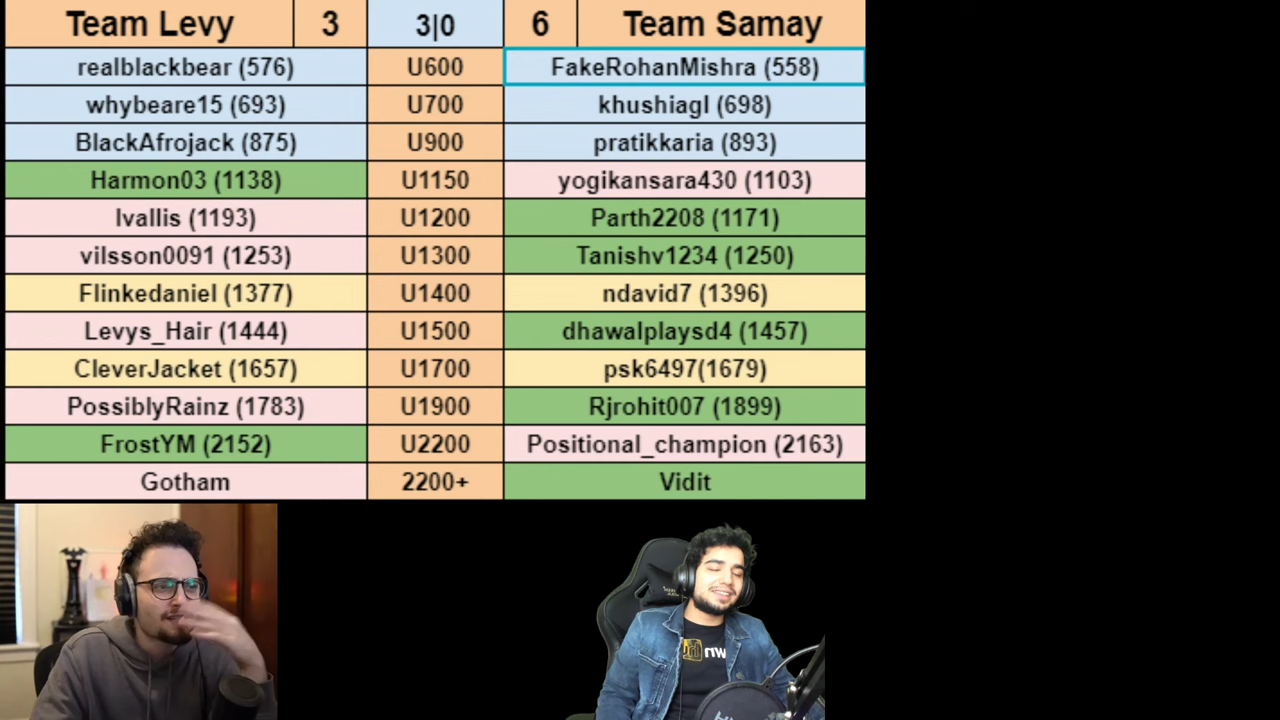 Team Levy 3 3|0 6 Team Samay
realblackbear (576) U600 FakeRohanMishra (558)
whybeare15 (693) U700 khushiagl (698)
BlackAfrojack (875) U900 pratikkaria (893)
Harmon03 (1138) U1150 yogikansara430 (1103)
Ivallis (1193) U1200 Parth2208 (1171)
vilsson0091 (1253) U1300 Tanishv1234 (1250)
Flinkedaniel (1377) U1400 ndavid7 (1396)
Levys_Hair (1444) U1500 dhawalplaysd4 (1457)
CleverJacket (1657) U1700 psk6497(1679)
PossiblyRainz (1783) U1900 Rjrohit007 (1899)
FrostYM (2152) U2200 Positional_champion (2163)
Gotham 2200+ Vidit